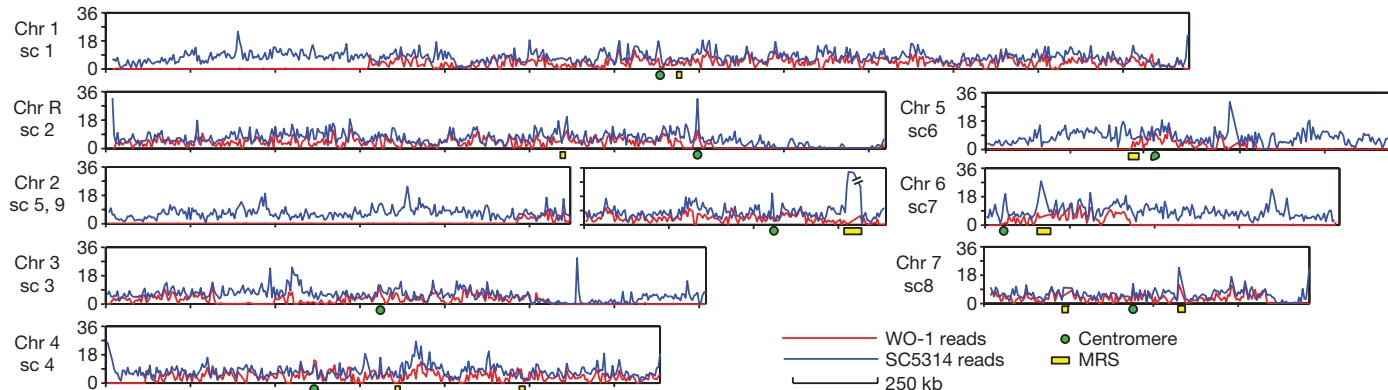 36
Chr 1
sc 1
18
0
36
Chr R
sc 2
18
0
36
Chr 5
sc6
18
0
36
Chr 2
sc 5, 9
18
0
36
Chr 6
sc7
18
0
36
Chr 3
sc 3
18
0
36
Chr 7
sc8
18
0
36
Chr 4
sc 4
18
0
WO-1 reads
Centromere
SC5314 reads
MRS
250 kb